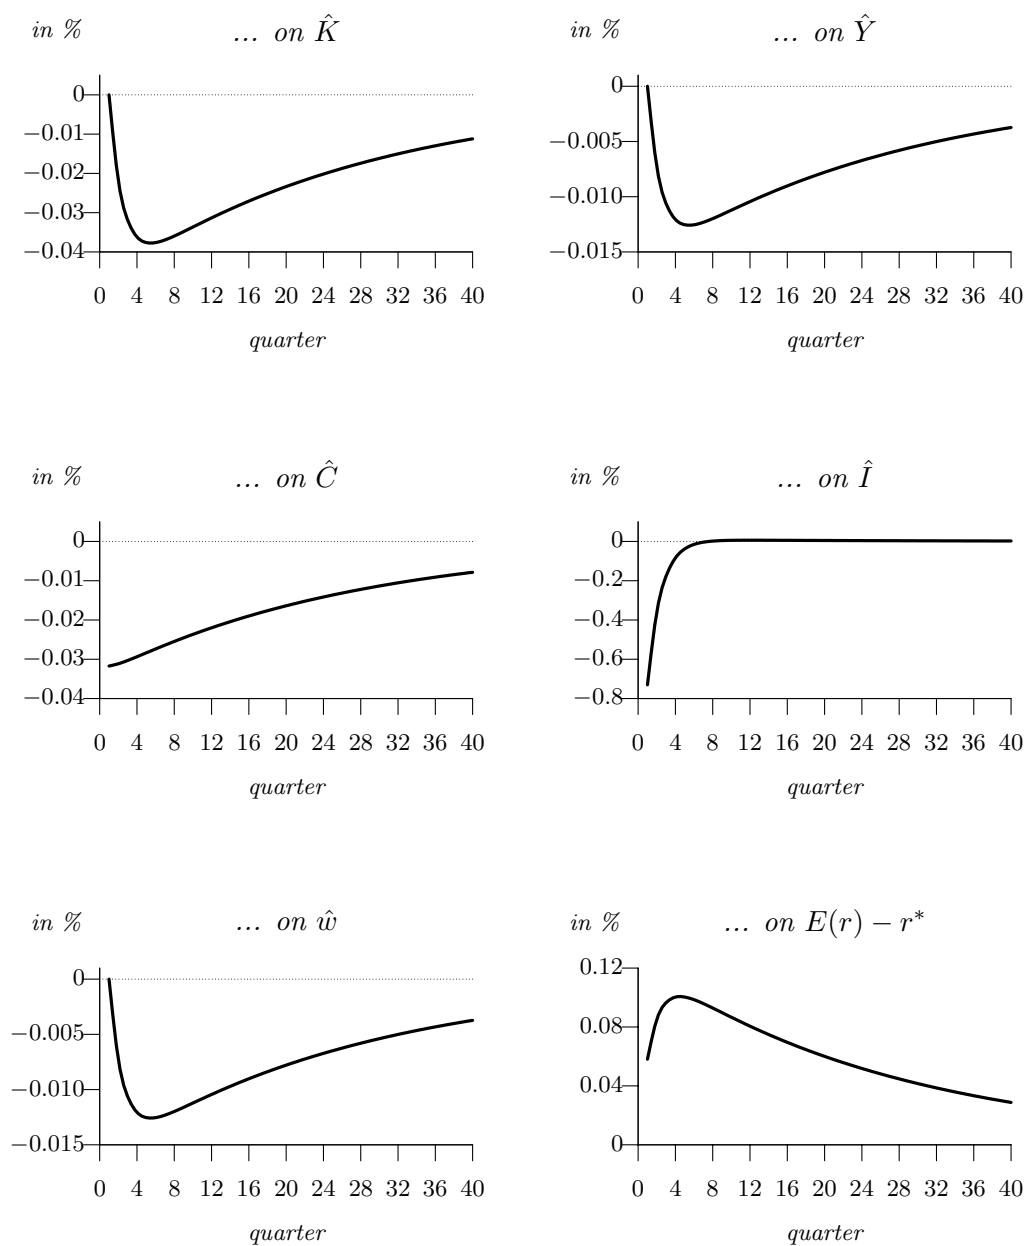 in % ... on K̂
0
−0.01
−0.02
−0.03
−0.04
0 4 8 12 16 20 24 28 32 36 40
quarter
in % ... on Ŷ
0
−0.005
−0.010
−0.015
0 4 8 12 16 20 24 28 32 36 40
quarter
in % ... on Ĉ
0
−0.01
−0.02
−0.03
−0.04
0 4 8 12 16 20 24 28 32 36 40
quarter
in % ... on Î
0
−0.2
−0.4
−0.6
−0.8
0 4 8 12 16 20 24 28 32 36 40
quarter
in % ... on ŵ
0
−0.005
−0.010
−0.015
0 4 8 12 16 20 24 28 32 36 40
quarter
in % ... on E(r) − r*
0.12
0.08
0.04
0
0 4 8 12 16 20 24 28 32 36 40
quarter